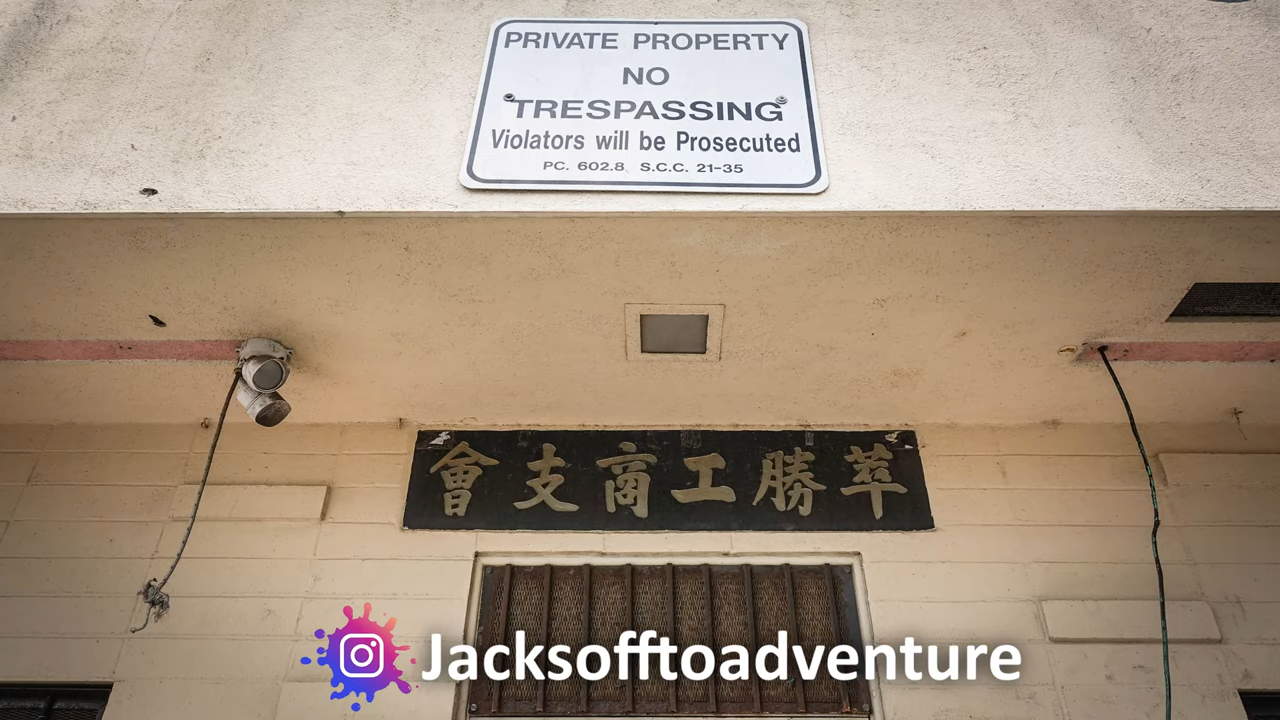 PRIVATE PROPERTY
NO
TRESPASSING
Violators will be Prosecuted
PC. 602.8 S.C.C. 21-35
萃勝工商支會
Jacksofftoadventure